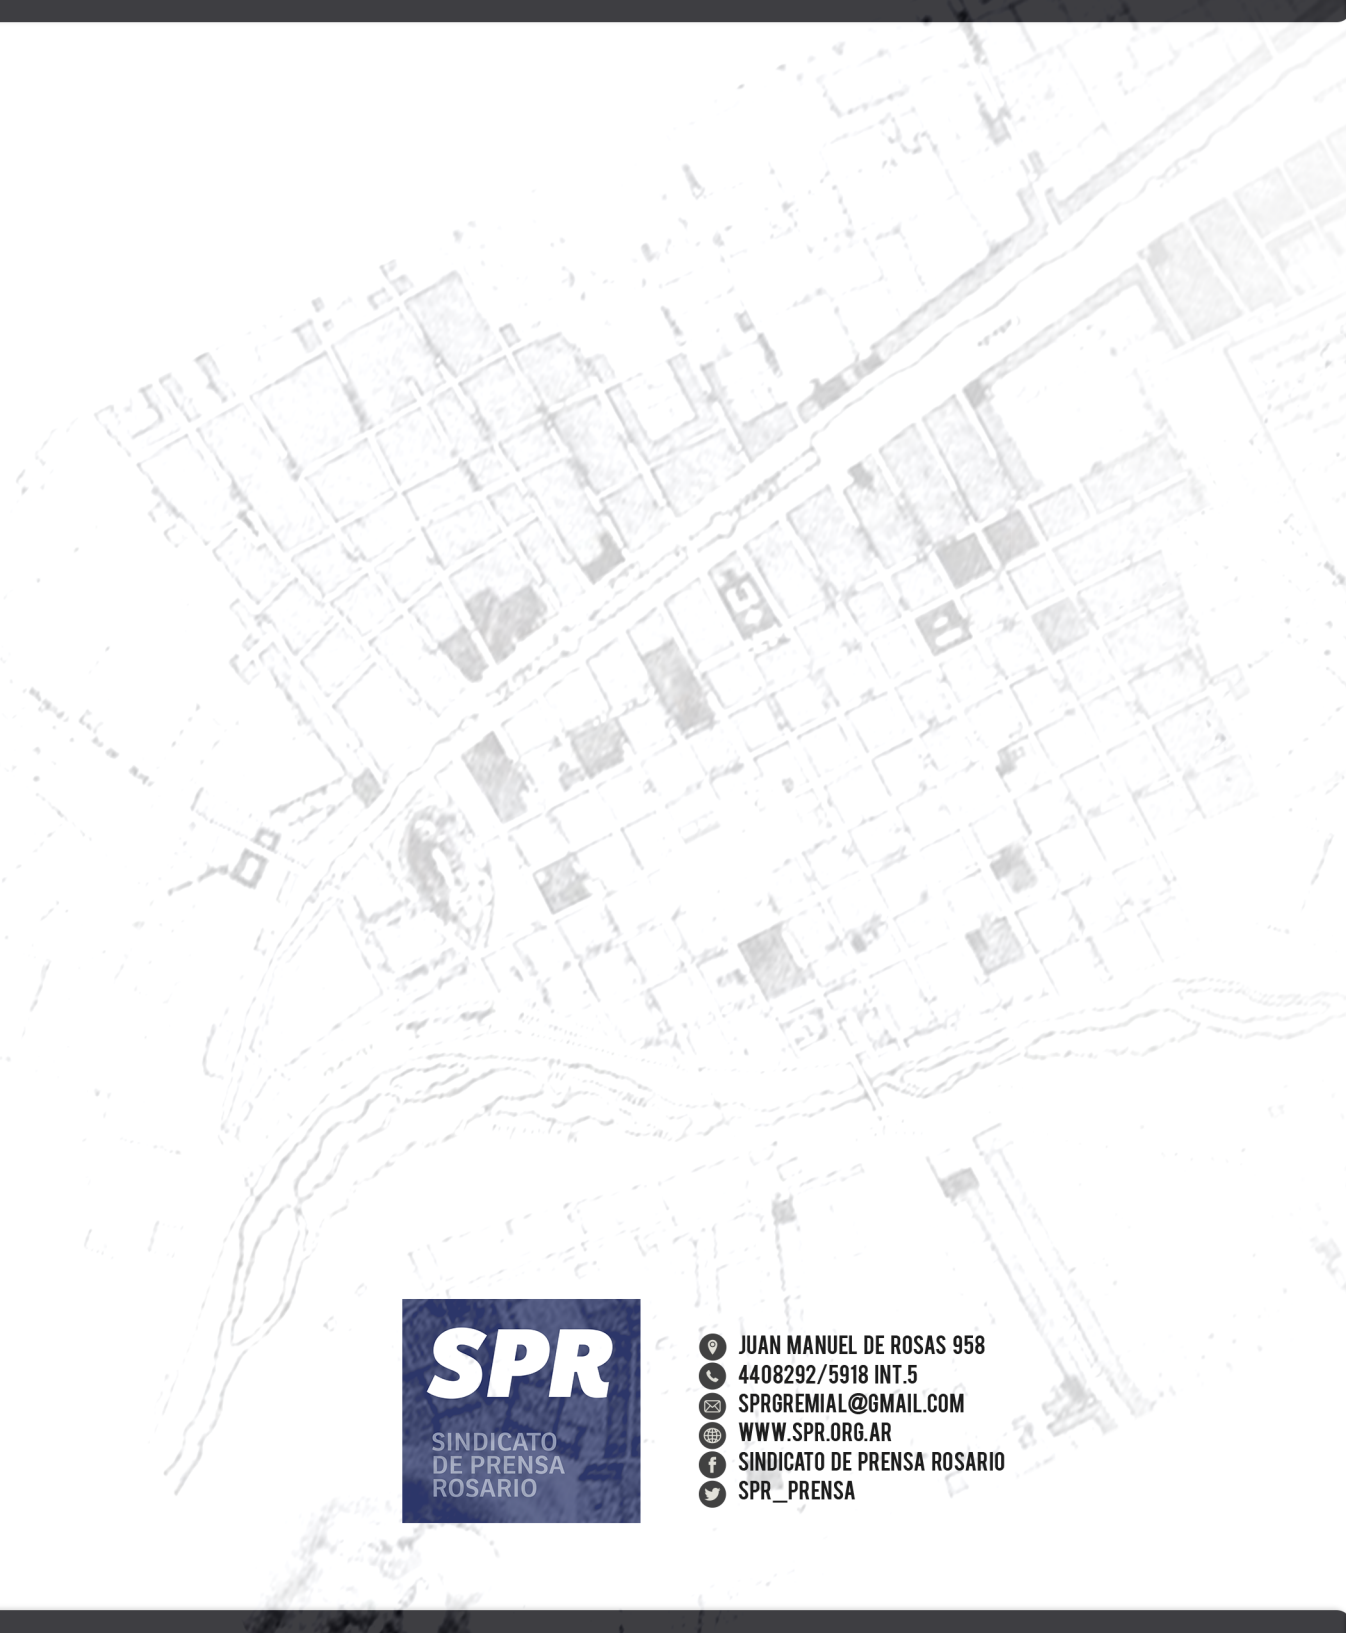 SPR
SINDICATO
DE PRENSA
ROSARIO
JUAN MANUEL DE ROSAS 958
4408292/5918 INT.5
SPRGREMIAL@GMAIL.COM
WWW.SPR.ORG.AR
SINDICATO DE PRENSA ROSARIO
SPR_PRENSA